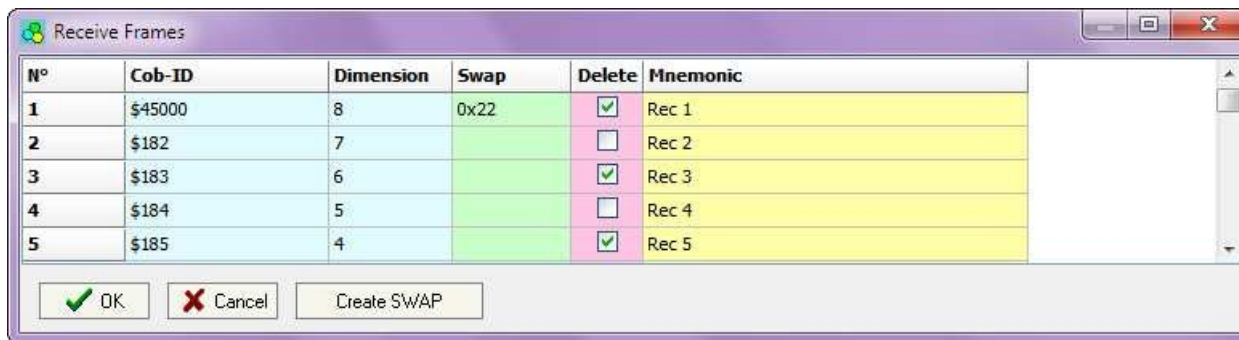 Receive Frames
N° Cob-ID Dimension Swap Delete Mnemonic
1 $45000 8 0x22 Rec 1
2 $182 7 Rec 2
3 $183 6 Rec 3
4 $184 5 Rec 4
5 $185 4 Rec 5
OK Cancel Create SWAP